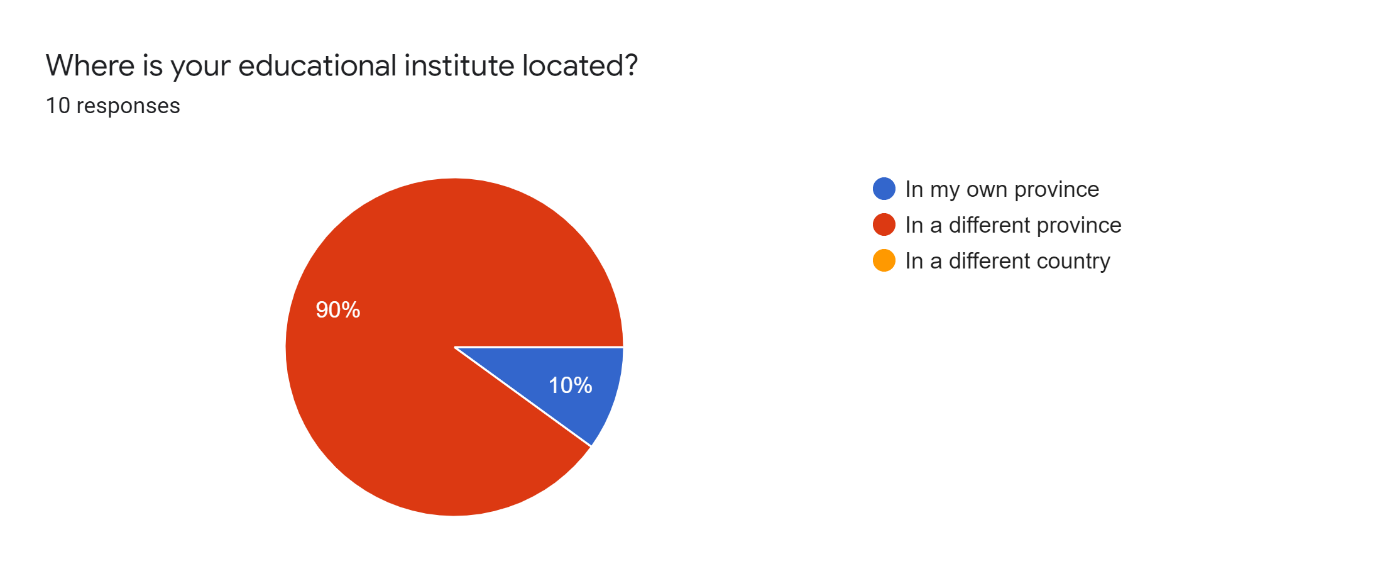 Where is your educational institute located?
10 responses
In my own province
In a different province
In a different country
90%
10%